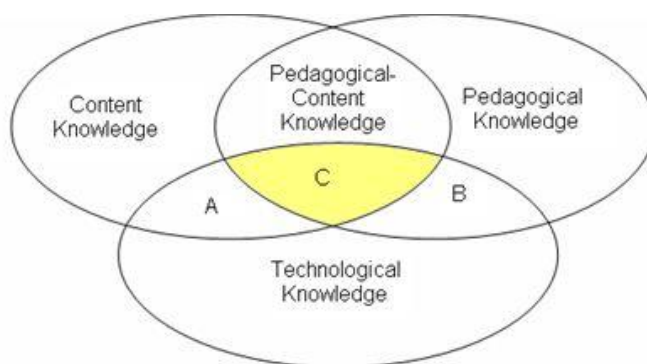 Content
Knowledge
Pedagogical-
Content
Knowledge
Pedagogical
Knowledge
A
C
B
Technological
Knowledge